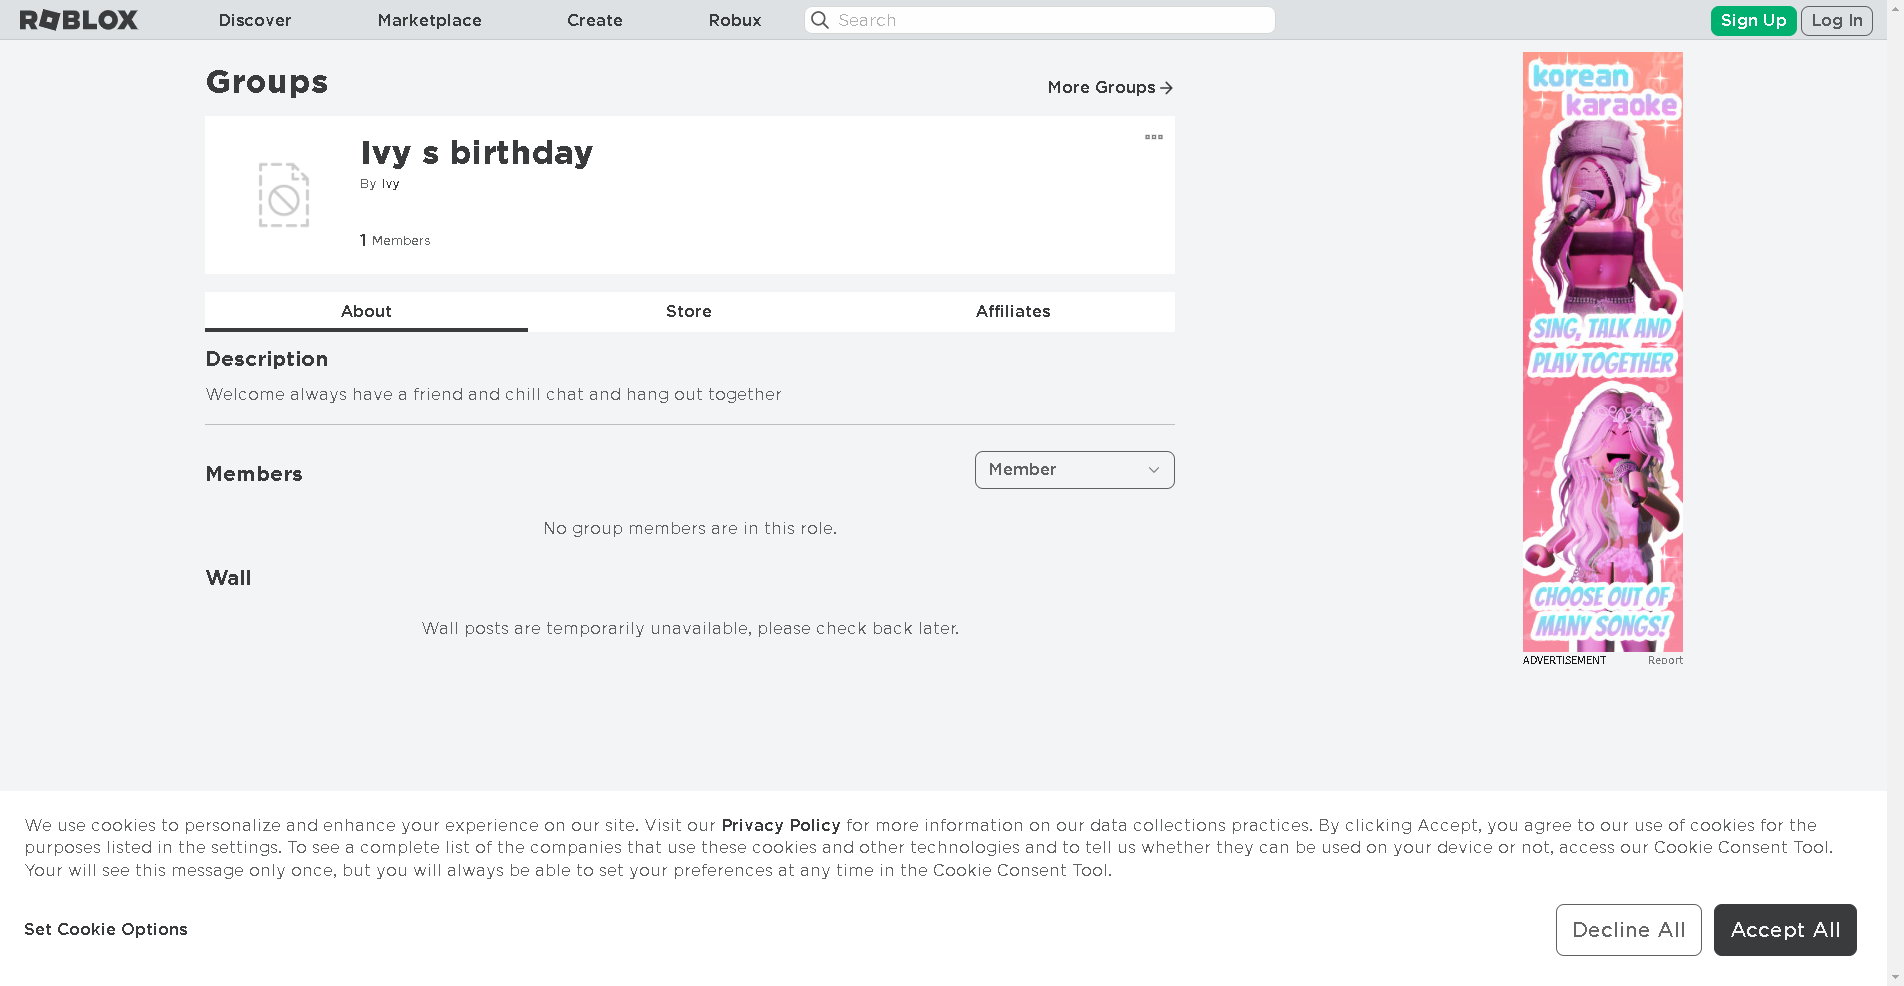 ROBLOX
Discover
Marketplace
Create
Robux
Search
Sign Up
Log In
Groups
More Groups
Ivy s birthday
By Ivy
1 Members
About
Store
Affiliates
Description
Welcome always have a friend and chill chat and hang out together
Members
Member
No group members are in this role.
Wall
Wall posts are temporarily unavailable, please check back later.
korean
karaoke
SING, TALK AND
PLAY TOGETHER
CHOOSE OUT OF
MANY SONGS!
ADVERTISEMENT
Report
We use cookies to personalize and enhance your experience on our site. Visit our Privacy Policy for more information on our data collections practices. By clicking Accept, you agree to our use of cookies for the
purposes listed in the settings. To see a complete list of the companies that use these cookies and other technologies and to tell us whether they can be used on your device or not, access our Cookie Consent Tool.
Your will see this message only once, but you will always be able to set your preferences at any time in the Cookie Consent Tool.
Set Cookie Options
Decline All
Accept All